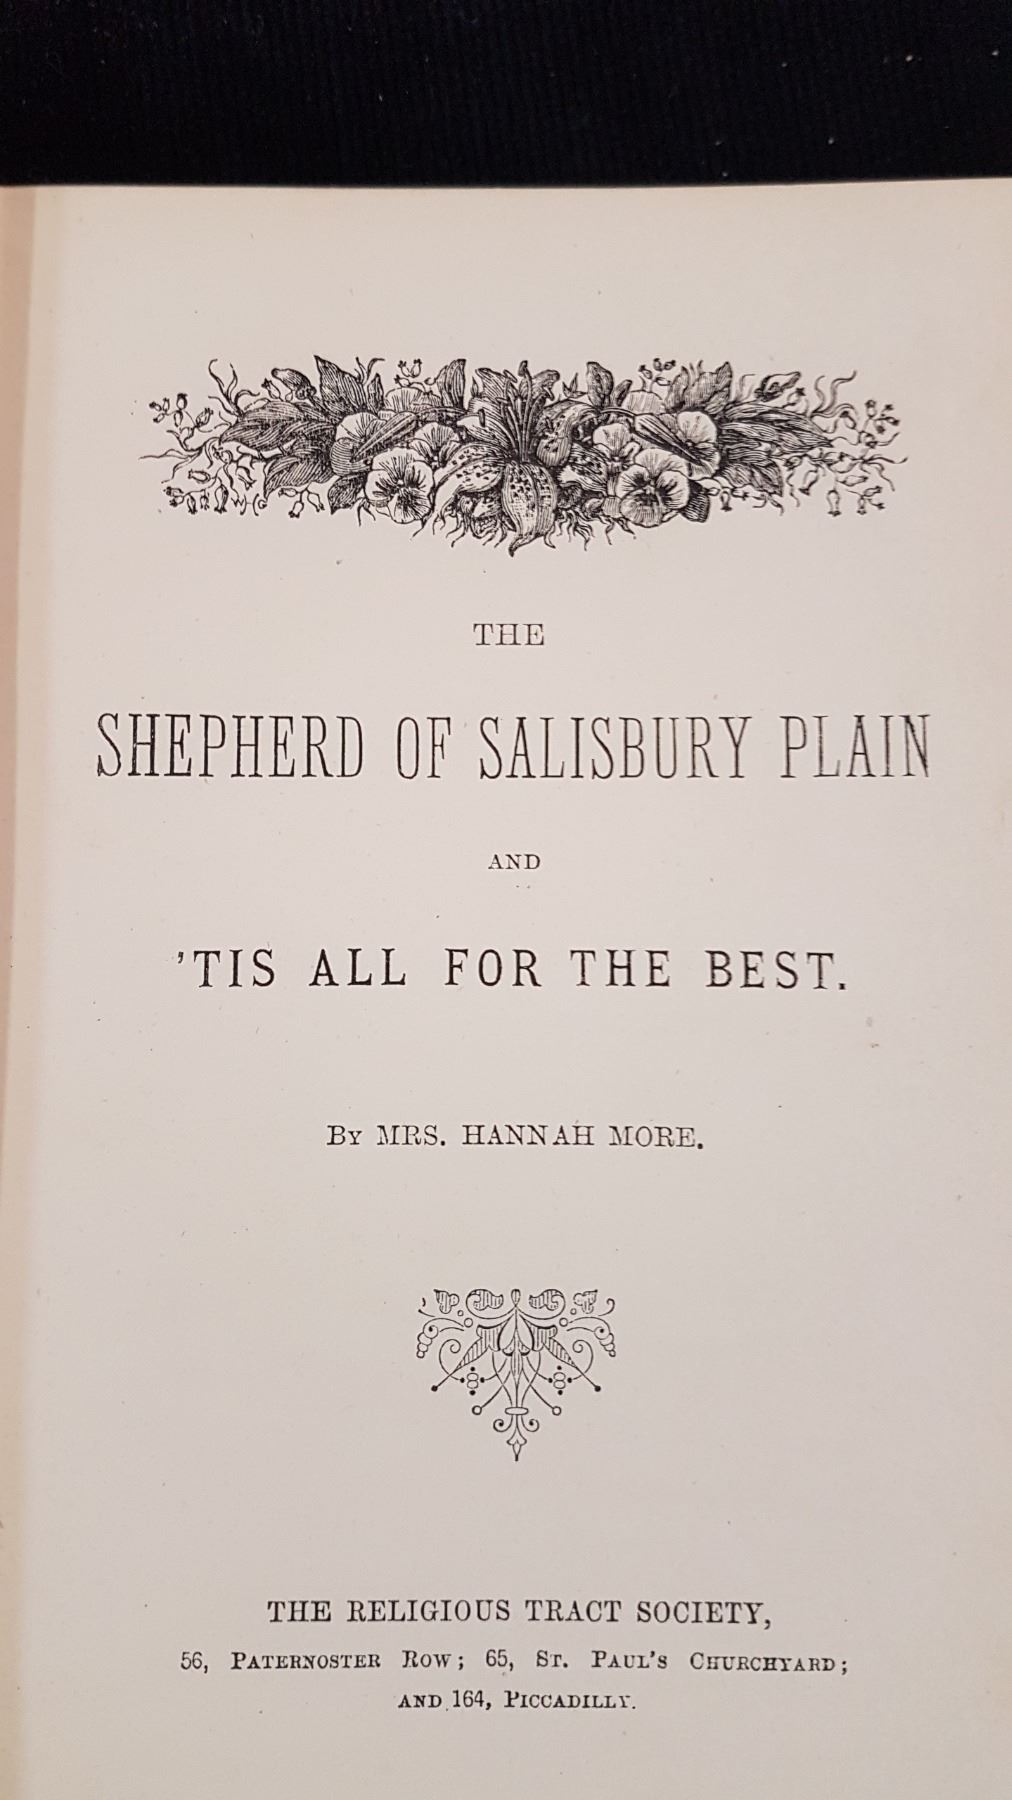 THE
SHEPHERD OF SALISBURY PLAIN
AND
'TIS ALL FOR THE BEST.
BY MRS. HANNAH MORE.
THE RELIGIOUS TRACT SOCIETY,
56, PATERNOSTER ROW; 65, ST. PAUL'S CHURCHYARD;
AND 164, PICCADILLY.